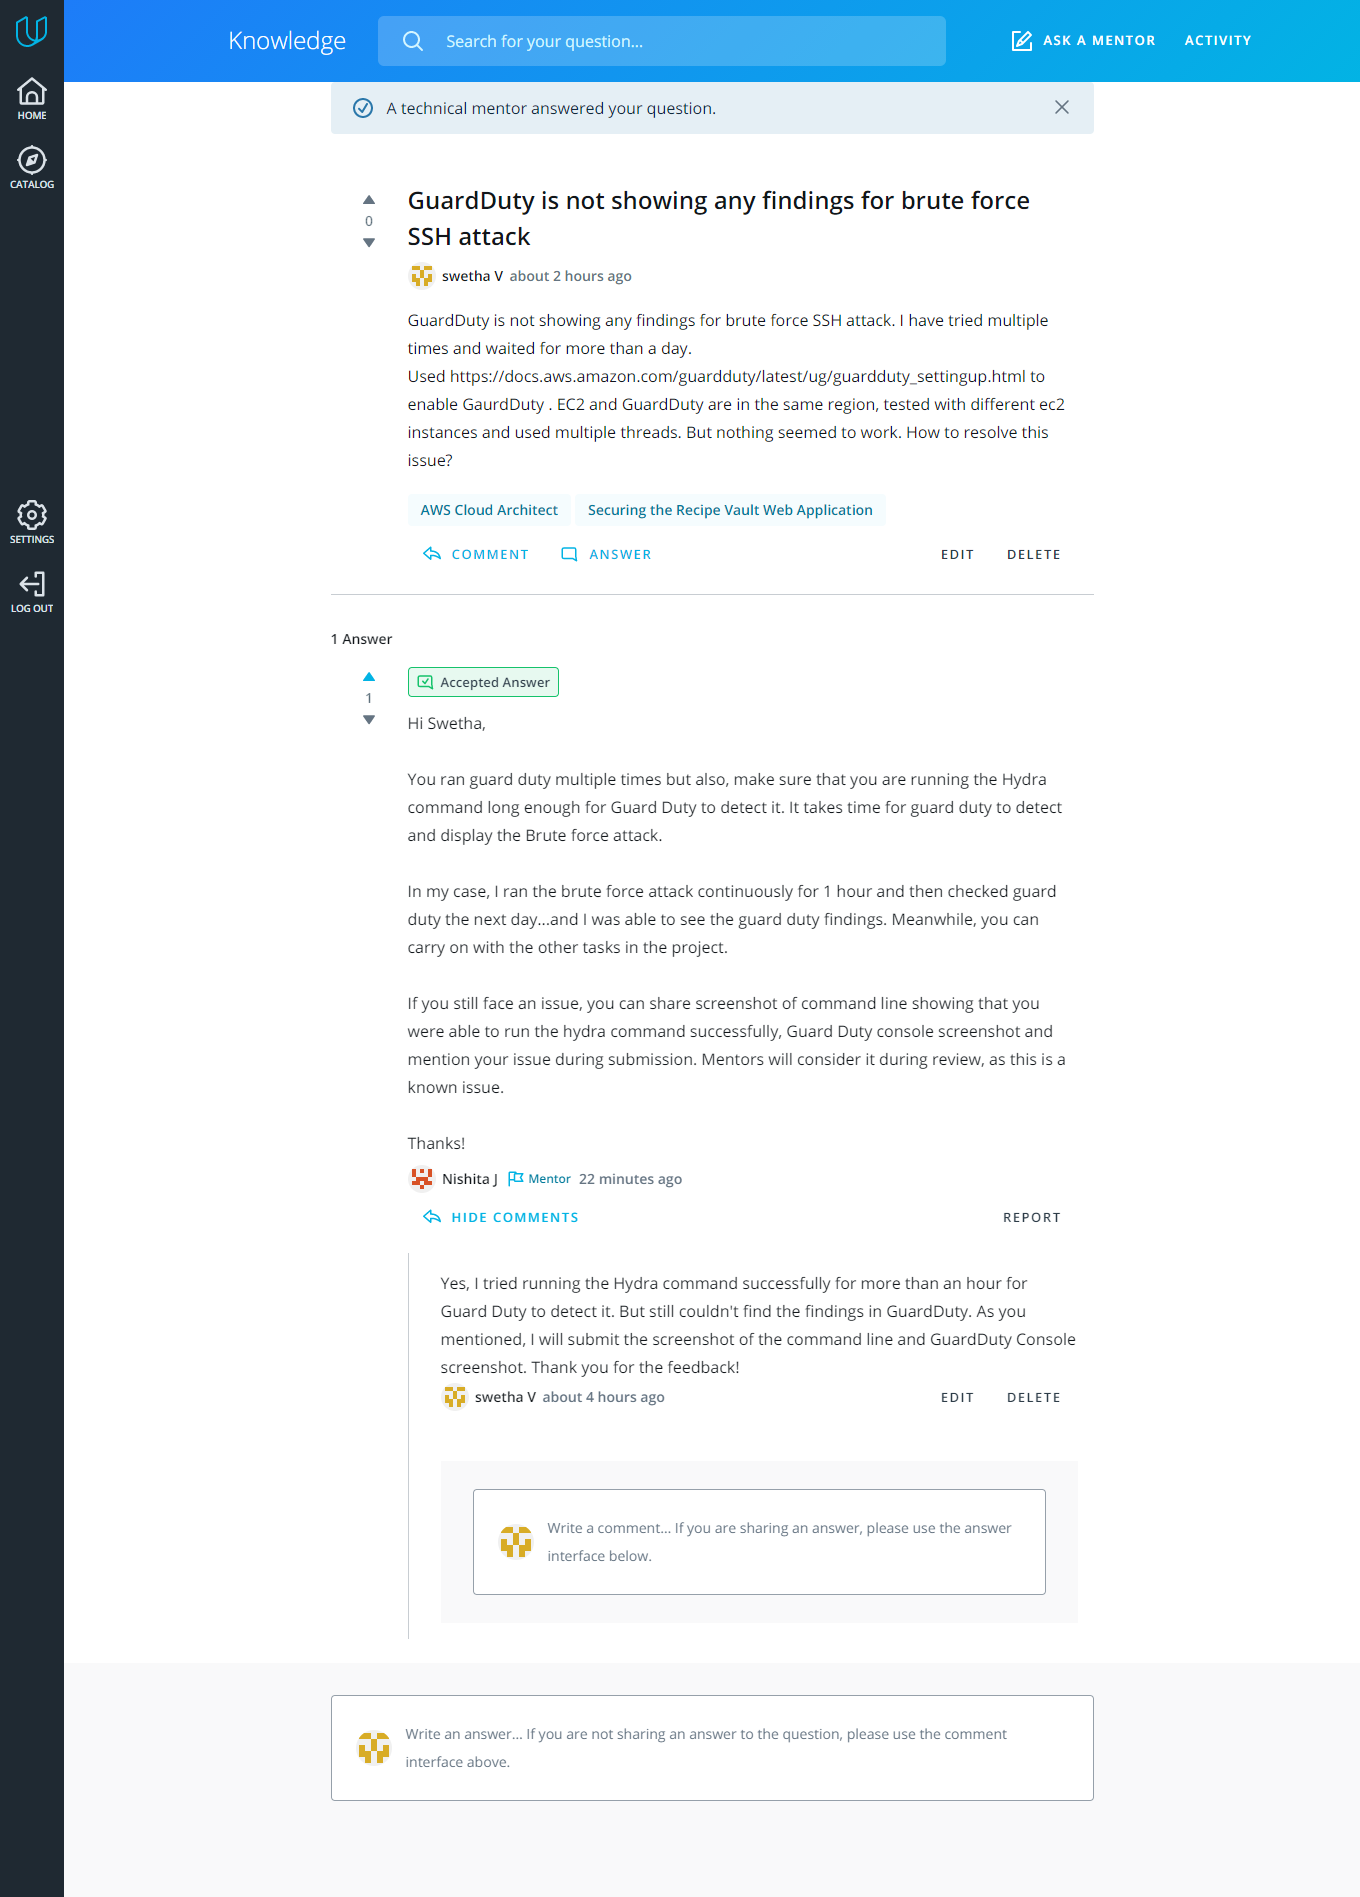 Knowledge
Search for your question...
ASK A MENTOR
ACTIVITY
HOME
CATALOG
SETTINGS
LOG OUT
A technical mentor answered your question.
0
GuardDuty is not showing any findings for brute force
SSH attack
swetha V about 2 hours ago
GuardDuty is not showing any findings for brute force SSH attack. I have tried multiple
times and waited for more than a day.
Used https://docs.aws.amazon.com/guardduty/latest/ug/guardduty_settingup.html to
enable GaurdDuty . EC2 and GuardDuty are in the same region, tested with different ec2
instances and used multiple threads. But nothing seemed to work. How to resolve this
issue?
AWS Cloud Architect
Securing the Recipe Vault Web Application
COMMENT
ANSWER
EDIT
DELETE
1 Answer
1
Accepted Answer
Hi Swetha,
You ran guard duty multiple times but also, make sure that you are running the Hydra
command long enough for Guard Duty to detect it. It takes time for guard duty to detect
and display the Brute force attack.
In my case, I ran the brute force attack continuously for 1 hour and then checked guard
duty the next day...and I was able to see the guard duty findings. Meanwhile, you can
carry on with the other tasks in the project.
If you still face an issue, you can share screenshot of command line showing that you
were able to run the hydra command successfully, Guard Duty console screenshot and
mention your issue during submission. Mentors will consider it during review, as this is a
known issue.
Thanks!
Nishita J Mentor 22 minutes ago
HIDE COMMENTS
REPORT
Yes, I tried running the Hydra command successfully for more than an hour for
Guard Duty to detect it. But still couldn't find the findings in GuardDuty. As you
mentioned, I will submit the screenshot of the command line and GuardDuty Console
screenshot. Thank you for the feedback!
swetha V about 4 hours ago
EDIT
DELETE
Write a comment... If you are sharing an answer, please use the answer
interface below.
Write an answer... If you are not sharing an answer to the question, please use the comment
interface above.